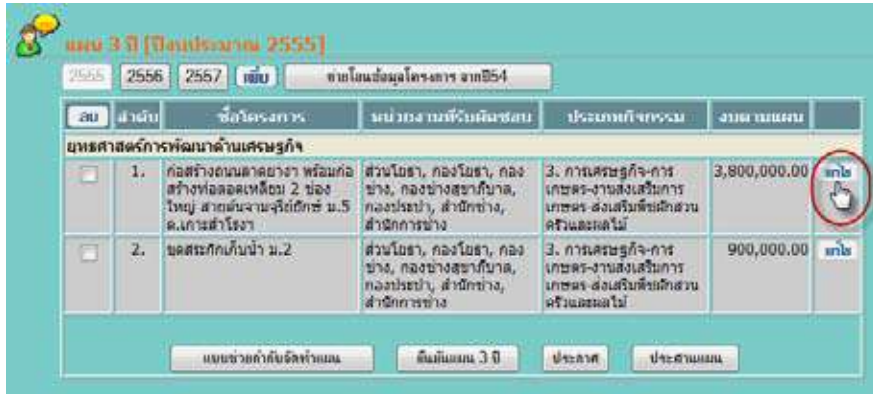 แผน 3 ปี [ปีงบประมาณ 2555]
2555 2556 2557 เพิ่ม ถ่ายโอนข้อมูลโครงการ จากปี54
ลบ ลำดับ ชื่อโครงการ หน่วยงานที่รับผิดชอบ ประเภทกิจกรรม งบตามแผน
ยุทธศาสตร์การพัฒนาด้านเศรษฐกิจ
1. ก่อสร้างถนนลาดยางฯ พร้อมก่อ ส่วนโยธา, กองโยธา, กอง 3. การเศรษฐกิจ-การ 3,800,000.00 แก้ไข
สร้างท่อลอดเหลี่ยม 2 ช่อง ช่าง, กองช่างสุขาภิบาล, เกษตร-งานส่งเสริมการ
ใหญ่ ม.5 กองประปา, สำนักช่าง, เกษตร-ส่งเสริมพืชผักสวน
ต.เกาะสำโรงฯ สำนักการช่าง ครัวและผลไม้
2. ขุดสระกักเก็บน้ำ ม.2 ส่วนโยธา, กองโยธา, กอง 3. การเศรษฐกิจ-การ 900,000.00 แก้ไข
ช่าง, กองช่างสุขาภิบาล, เกษตร-งานส่งเสริมการ
กองประปา, สำนักช่าง, เกษตร-ส่งเสริมพืชผักสวน
สำนักการช่าง ครัวและผลไม้
แบบช่วยกำกับจัดทำแผน ยืนยันแผน 3 ปี ประกาศ ประสานแผน